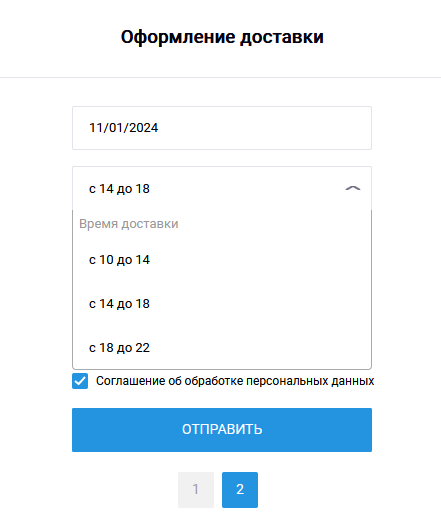 Оформление доставки
11/01/2024
с 14 до 18
Время доставки
с 10 до 14
с 14 до 18
с 18 до 22
Соглашение об обработке персональных данных
ОТПРАВИТЬ
1 2